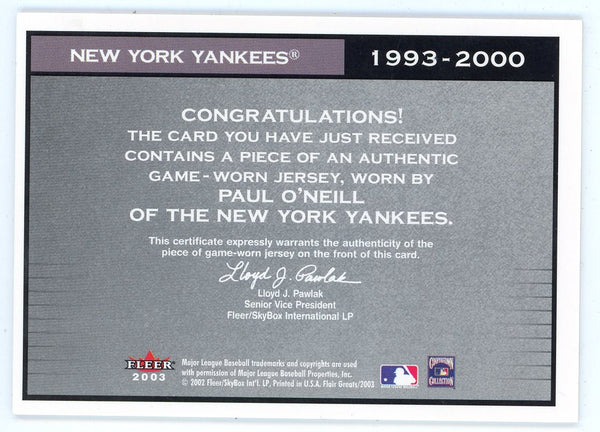 NEW YORK YANKEES® 1993-2000
CONGRATULATIONS!
THE CARD YOU HAVE JUST RECEIVED
CONTAINS A PIECE OF AN AUTHENTIC
GAME-WORN JERSEY, WORN BY
PAUL O'NEILL
OF THE NEW YORK YANKEES.
This certificate expressly warrants the authenticity of the
piece of game-worn jersey on the front of this card.
Lloyd J. Pawlak
Lloyd J. Pawlak
Senior Vice President
Fleer/SkyBox International LP
FLEER
2003
Major League Baseball trademarks and copyrights are used
with permission of Major League Baseball Properties, Inc.
© 2002 Fleer/SkyBox Int'l. LP, Printed in U.S.A. Flair Greats/2003
COOPERSTOWN
COLLECTION